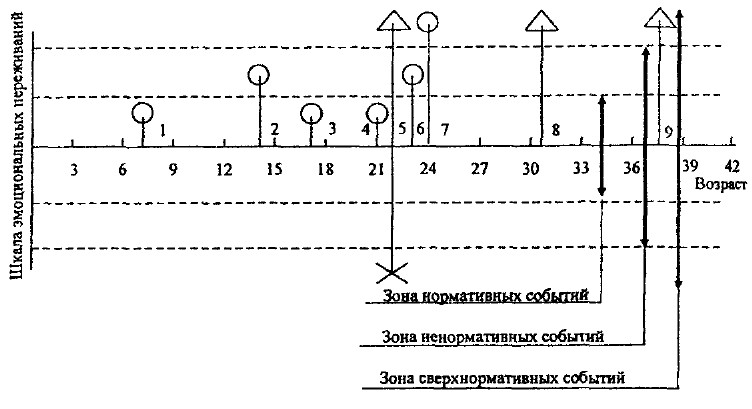 Шкала эмоциональных переживаний
1 2 3 4 5 6 7 8 9
3 6 9 12 15 18 21 24 27 30 33 36 39 42
Возраст
Зона нормативных событий
Зона ненормативных событий
Зона сверхнормативных событий